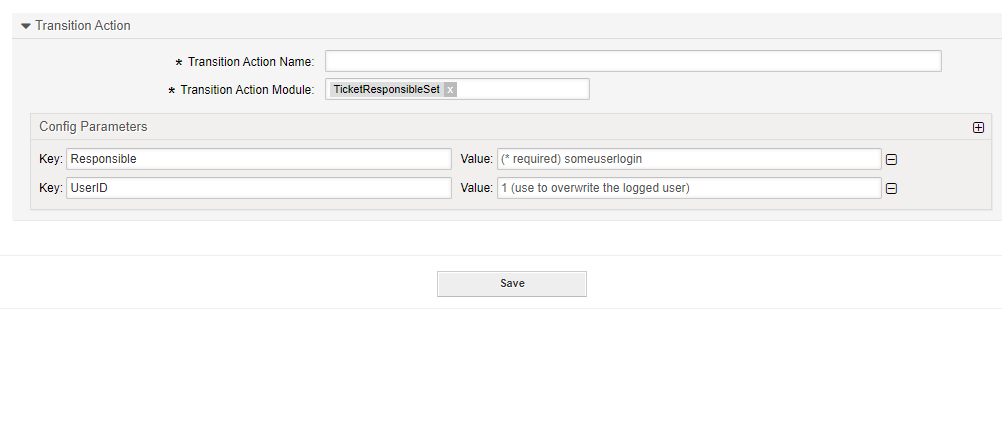 Transition Action
* Transition Action Name:
* Transition Action Module: TicketResponsibleSet x
Config Parameters
Key: Responsible Value: (* required) someuserlogin
Key: UserID Value: 1 (use to overwrite the logged user)
Save